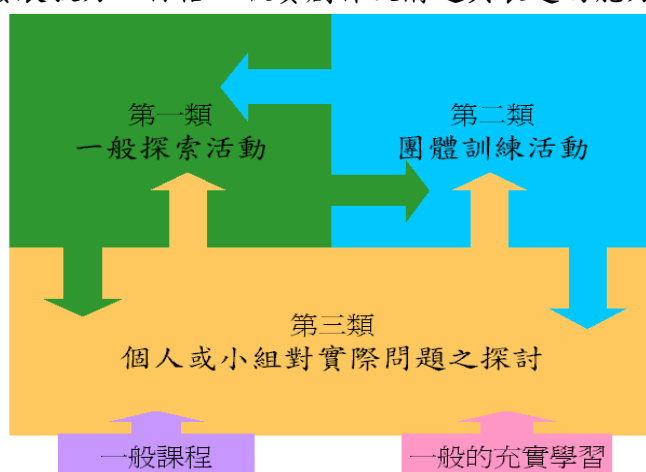 第一類
一般探索活動
第二類
團體訓練活動
第三類
個人或小組對實際問題之探討
一般課程
一般的充實學習